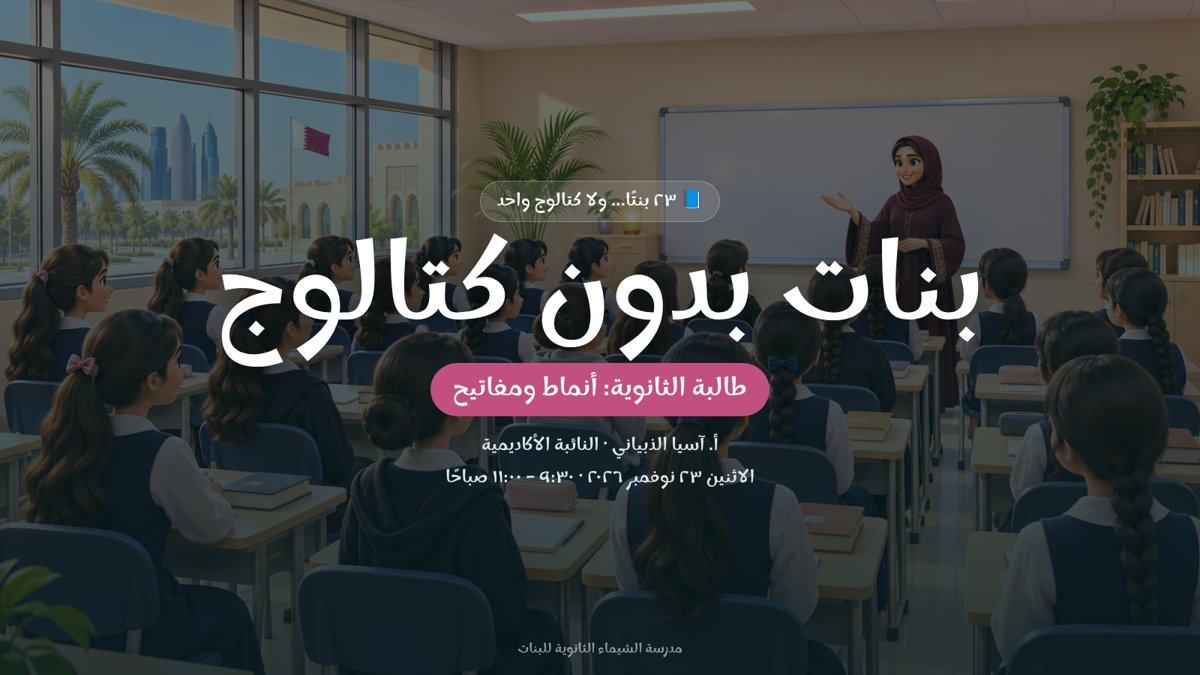 📘 ٢٣ بنتًا... ولا كتالوج واحد
بنات بدون كتالوج
طالبة الثانوية: أنماط ومفاتيح
أ. آسيا الذبياني · النائبة الأكاديمية
الاثنين ٢٣ نوفمبر ٢٠٢٦ · ٩:٣٠ – ١١:٠٠ صباحًا
مدرسة الشيماء الثانوية للبنات